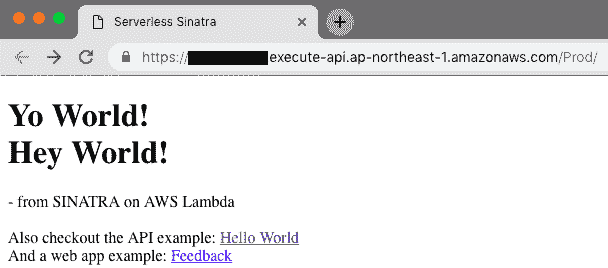 Serverless Sinatra
https://execute-api.ap-northeast-1.amazonaws.com/Prod/
Yo World!
Hey World!
- from SINATRA on AWS Lambda
Also checkout the API example: Hello World
And a web app example: Feedback